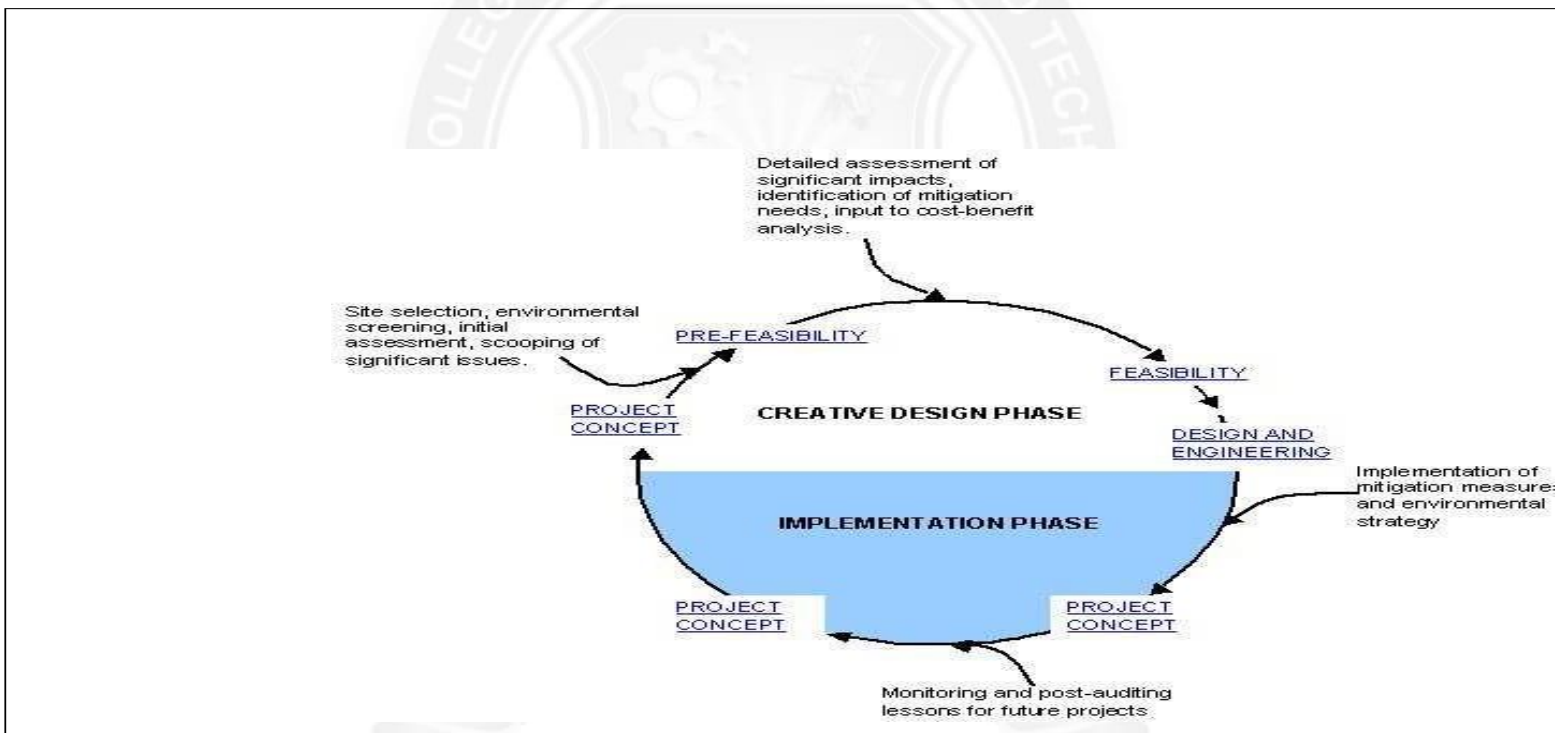 OLLEG
TECH
Detailed assessment of
significant impacts,
identification of mitigation
needs, input to cost-benefit
analysis.
Site selection, environmental
screening, initial
assessment, scooping of
significant issues.
PRE-FEASIBILITY
FEASIBILITY
PROJECT
CONCEPT
CREATIVE DESIGN PHASE
DESIGN AND
ENGINEERING
Implementation of
mitigation measures
and environmental
strategy
IMPLEMENTATION PHASE
PROJECT
CONCEPT
PROJECT
CONCEPT
Monitoring and post-auditing
lessons for future projects